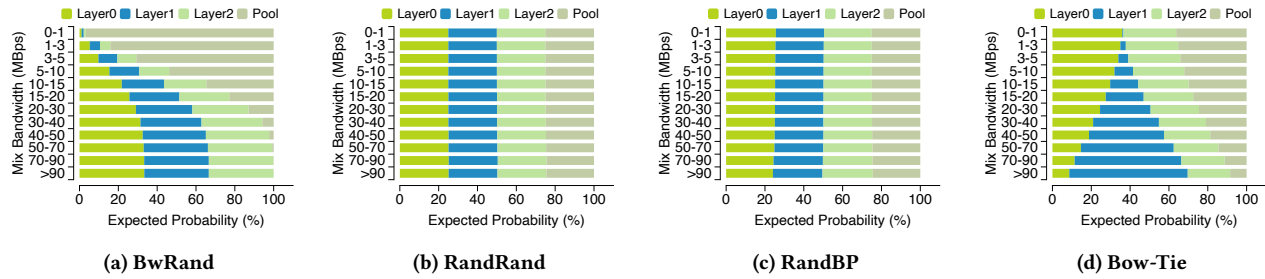 Layer0 Layer1 Layer2 Pool
Mix Bandwidth (MBps)
0-1
1-3
3-5
5-10
10-15
15-20
20-30
30-40
40-50
50-70
70-90
>90
0 20 40 60 80 100
Expected Probability (%)
(a) BwRand
Layer0 Layer1 Layer2 Pool
Mix Bandwidth (MBps)
0-1
1-3
3-5
5-10
10-15
15-20
20-30
30-40
40-50
50-70
70-90
>90
0 20 40 60 80 100
Expected Probability (%)
(b) RandRand
Layer0 Layer1 Layer2 Pool
Mix Bandwidth (MBps)
0-1
1-3
3-5
5-10
10-15
15-20
20-30
30-40
40-50
50-70
70-90
>90
0 20 40 60 80 100
Expected Probability (%)
(c) RandBP
Layer0 Layer1 Layer2 Pool
Mix Bandwidth (MBps)
0-1
1-3
3-5
5-10
10-15
15-20
20-30
30-40
40-50
50-70
70-90
>90
0 20 40 60 80 100
Expected Probability (%)
(d) Bow-Tie